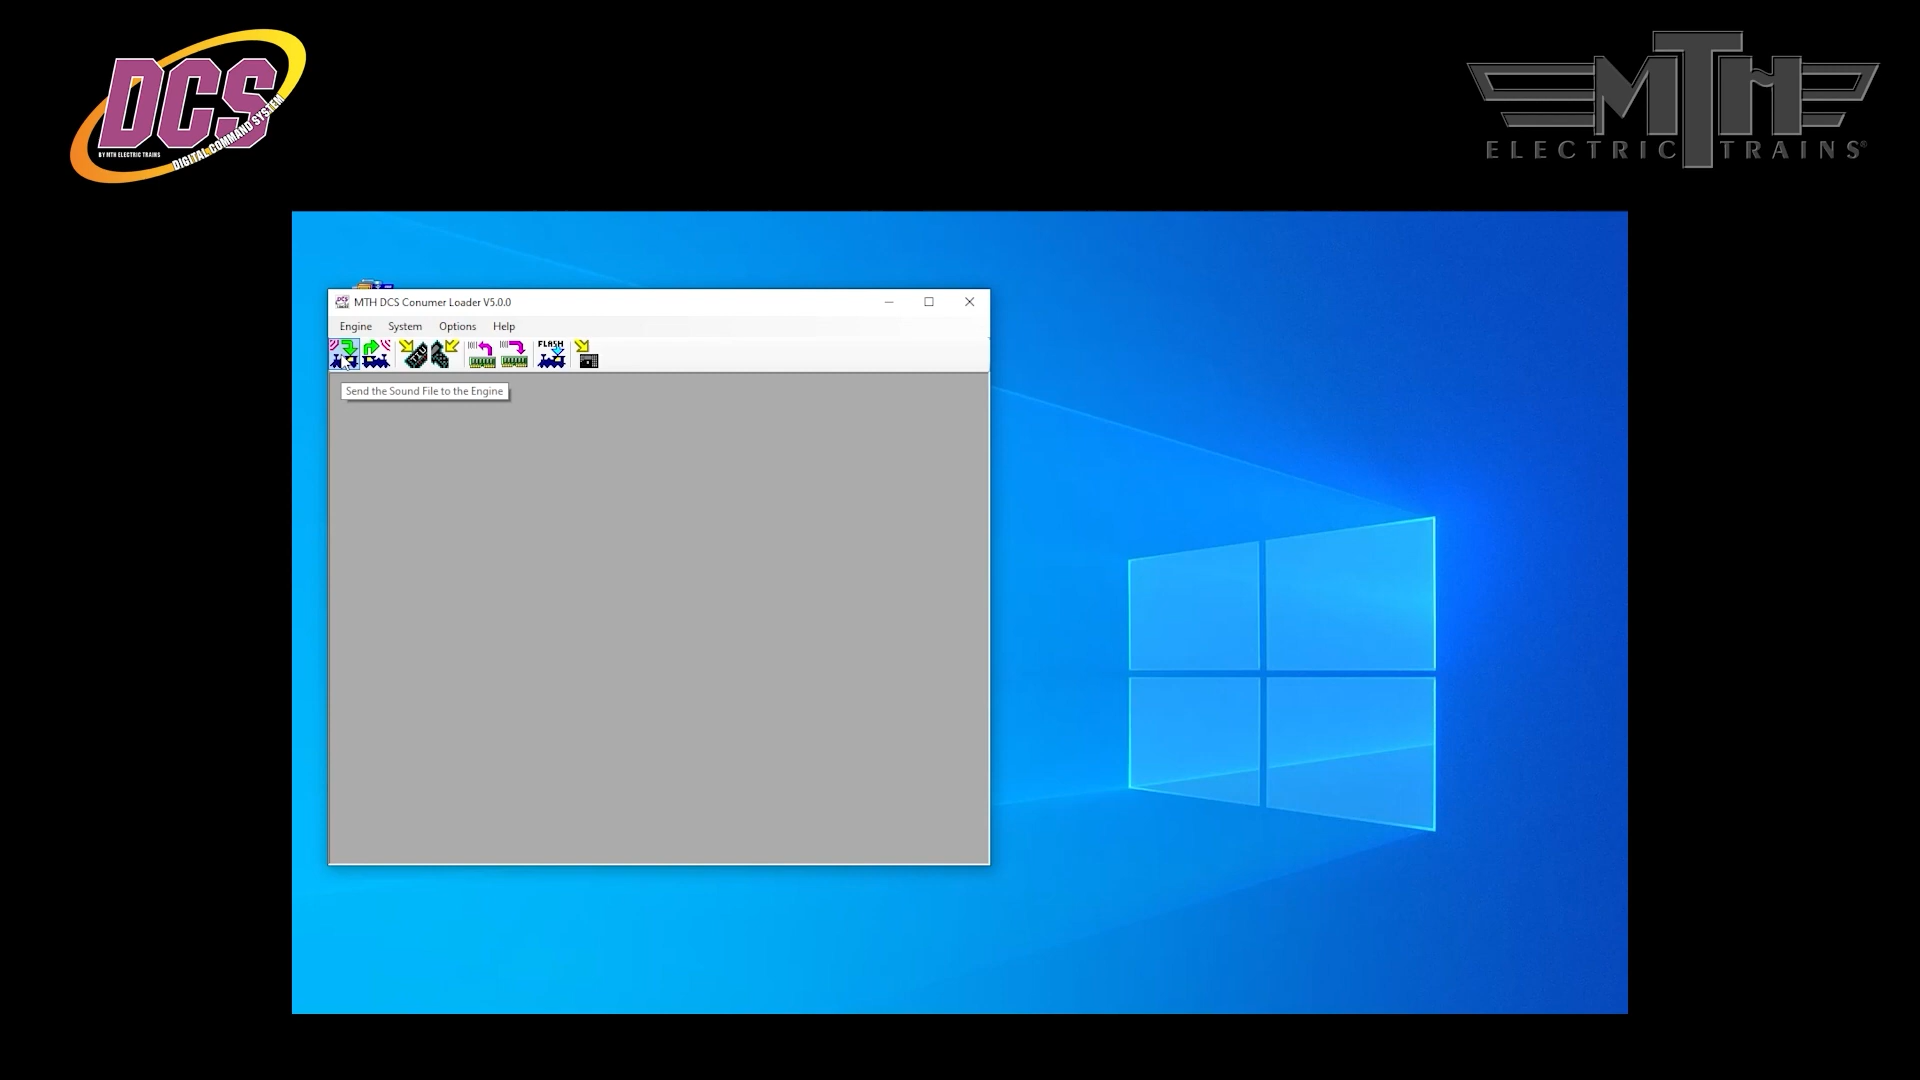 DCS
BY MTH ELECTRIC TRAINS
DIGITAL COMMAND SYSTEM
MTH
ELECTRIC TRAINS®
MTH DCS Conumer Loader V5.0.0
Engine System Options Help
TIU
FLASH
Send the Sound File to the Engine